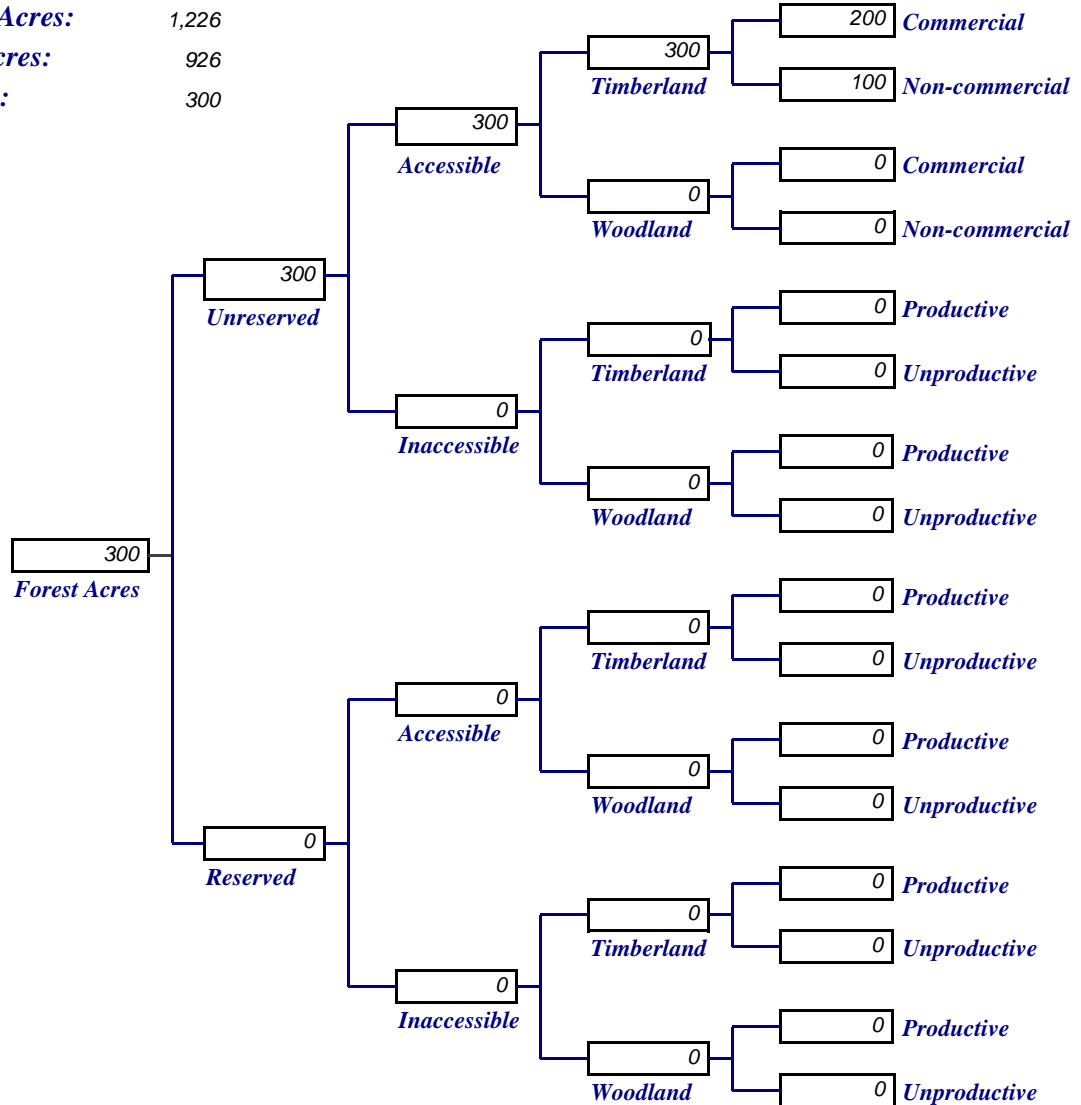 Acres: 1,226
cres: 926
: 300
200 Commercial
300
Timberland
100 Non-commercial
300
Accessible
0 Commercial
0
Woodland
0 Non-commercial
300
Unreserved
0 Productive
0
Timberland
0 Unproductive
0
Inaccessible
0 Productive
0
Woodland
0 Unproductive
300
Forest Acres
0 Productive
0
Timberland
0 Unproductive
0
Accessible
0 Productive
0
Woodland
0 Unproductive
0
Reserved
0 Productive
0
Timberland
0 Unproductive
0
Inaccessible
0 Productive
0
Woodland
0 Unproductive